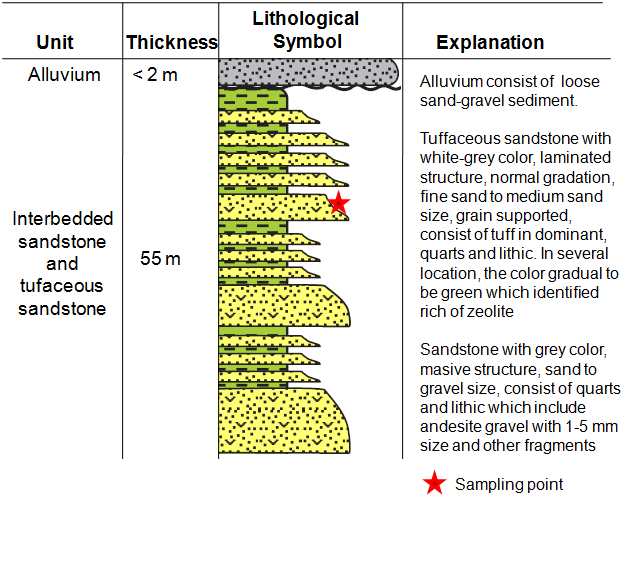 Unit
Thickness
Lithological
Symbol
Explanation
Alluvium
< 2 m
Alluvium consist of loose
sand-gravel sediment.
Interbedded
sandstone
and
tufaceous
sandstone
55 m
Tuffaceous sandstone with
white-grey color, laminated
structure, normal gradation,
fine sand to medium sand
size, grain supported,
consist of tuff in dominant,
quarts and lithic. In several
location, the color gradual to
be green which identified
rich of zeolite
Sandstone with grey color,
masive structure, sand to
gravel size, consist of quarts
and lithic which include
andesite gravel with 1-5 mm
size and other fragments
Sampling point